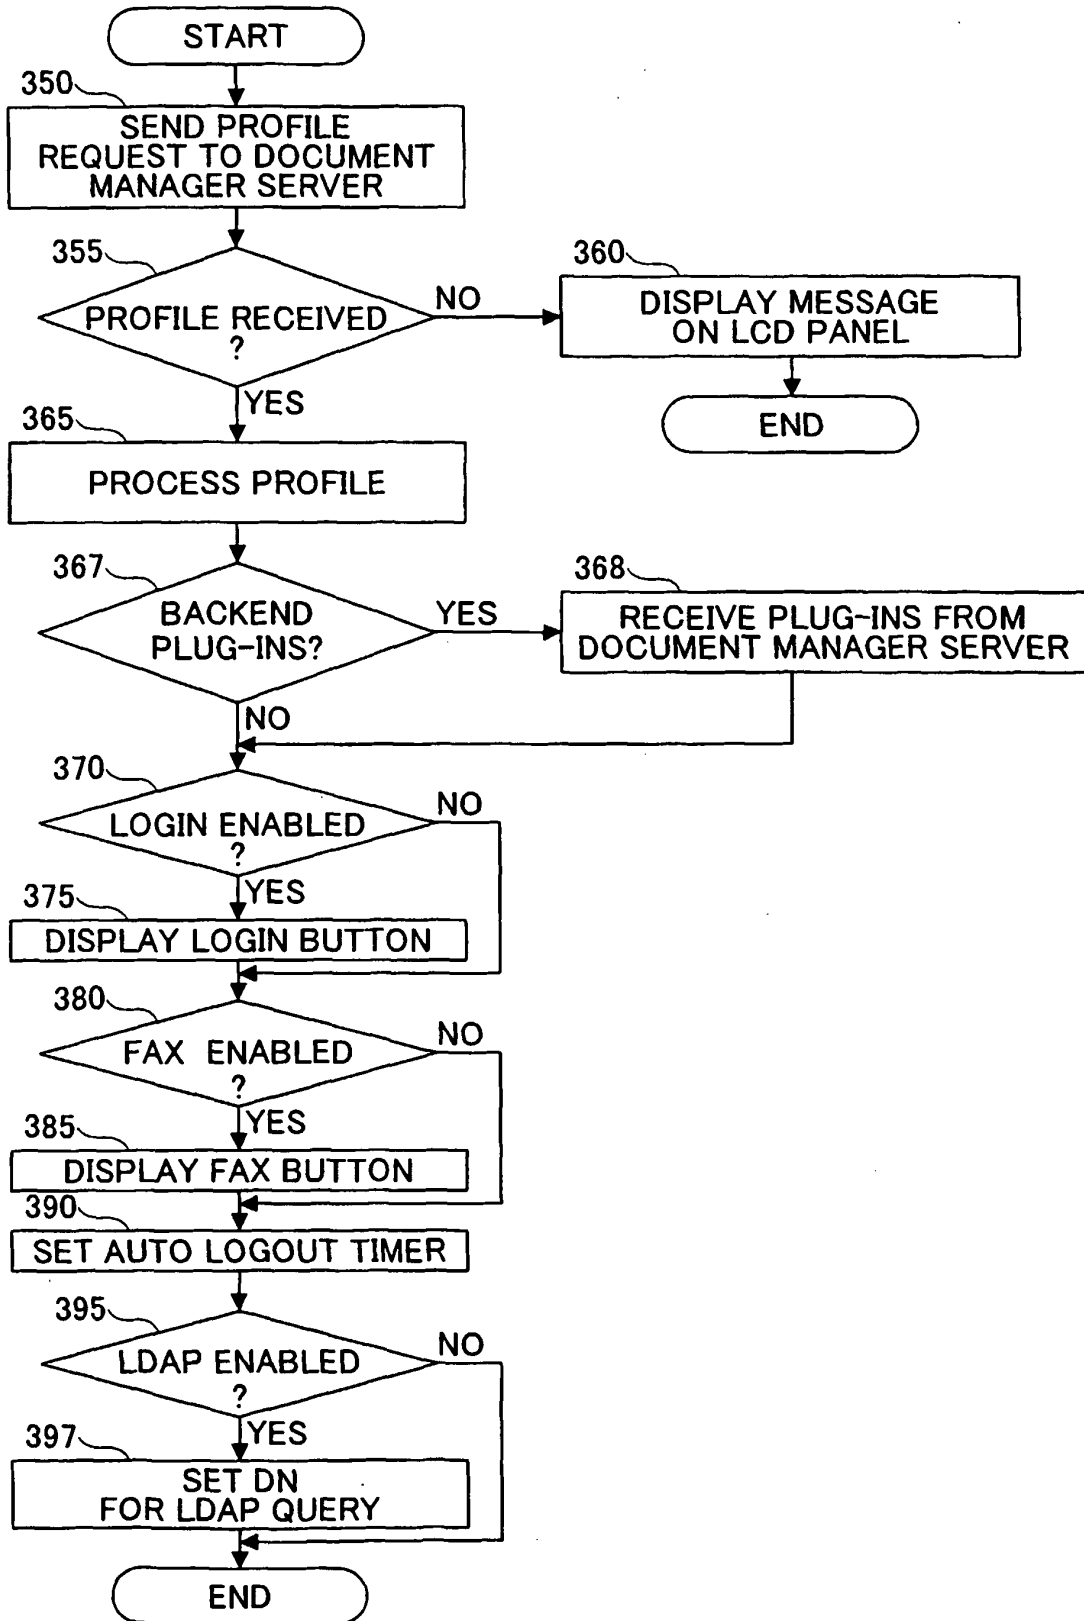 START
350
SEND PROFILE
REQUEST TO DOCUMENT
MANAGER SERVER
355
PROFILE RECEIVED
?
NO
YES
360
DISPLAY MESSAGE
ON LCD PANEL
END
365
PROCESS PROFILE
367
BACKEND
PLUG-INS?
YES
NO
368
RECEIVE PLUG-INS FROM
DOCUMENT MANAGER SERVER
370
LOGIN ENABLED
?
NO
YES
375
DISPLAY LOGIN BUTTON
380
FAX ENABLED
?
NO
YES
385
DISPLAY FAX BUTTON
390
SET AUTO LOGOUT TIMER
395
LDAP ENABLED
?
NO
YES
397
SET DN
FOR LDAP QUERY
END